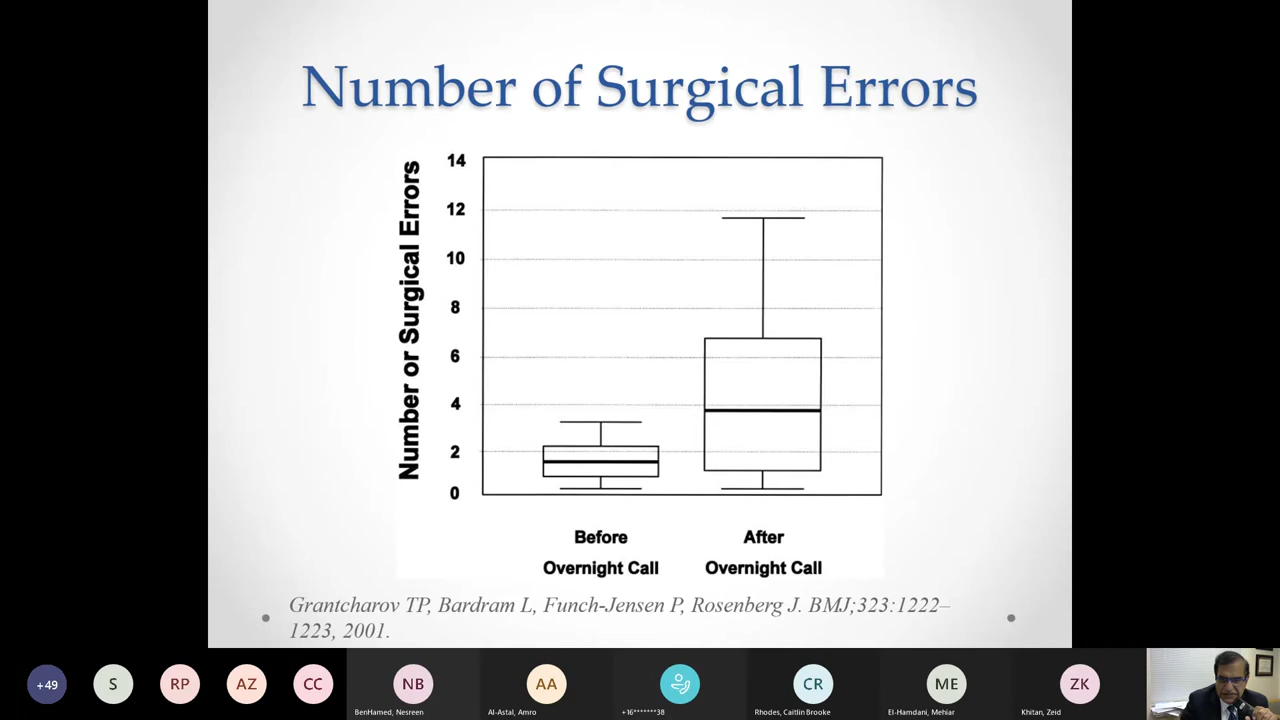 Number of Surgical Errors
Number or Surgical Errors
14
12
10
8
6
4
2
0
Before
Overnight Call
After
Overnight Call
Grantcharov TP, Bardram L, Funch-Jensen P, Rosenberg J. BMJ;323:1222–
1223, 2001.
+49
S
RP
AZ
CC
NB
AA
CR
ME
ZK
BenHamed, Nesreen
Al-Astal, Amro
+16*******38
Rhodes, Caitlin Brooke
El-Hamdani, Mehiar
Khitan, Zeid